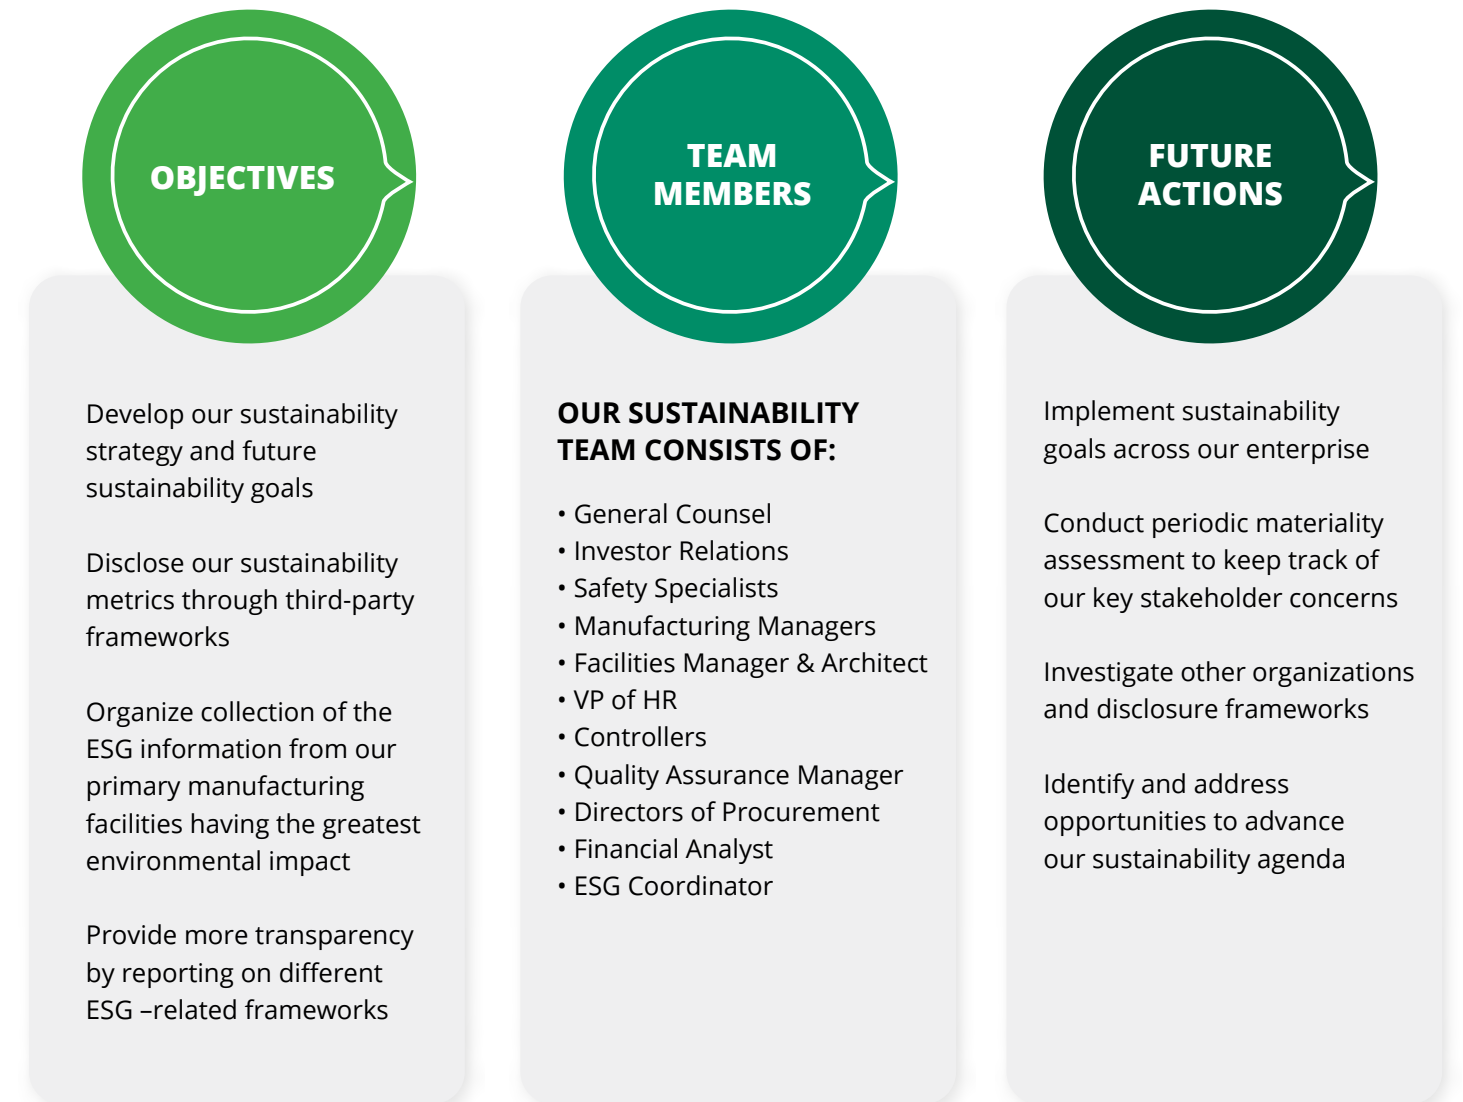 OBJECTIVES
Develop our sustainability
strategy and future
sustainability goals
Disclose our sustainability
metrics through third-party
frameworks
Organize collection of the
ESG information from our
primary manufacturing
facilities having the greatest
environmental impact
Provide more transparency
by reporting on different
ESG –related frameworks
TEAM
MEMBERS
OUR SUSTAINABILITY
TEAM CONSISTS OF:
• General Counsel
• Investor Relations
• Safety Specialists
• Manufacturing Managers
• Facilities Manager & Architect
• VP of HR
• Controllers
• Quality Assurance Manager
• Directors of Procurement
• Financial Analyst
• ESG Coordinator
FUTURE
ACTIONS
Implement sustainability
goals across our enterprise
Conduct periodic materiality
assessment to keep track of
our key stakeholder concerns
Investigate other organizations
and disclosure frameworks
Identify and address
opportunities to advance
our sustainability agenda